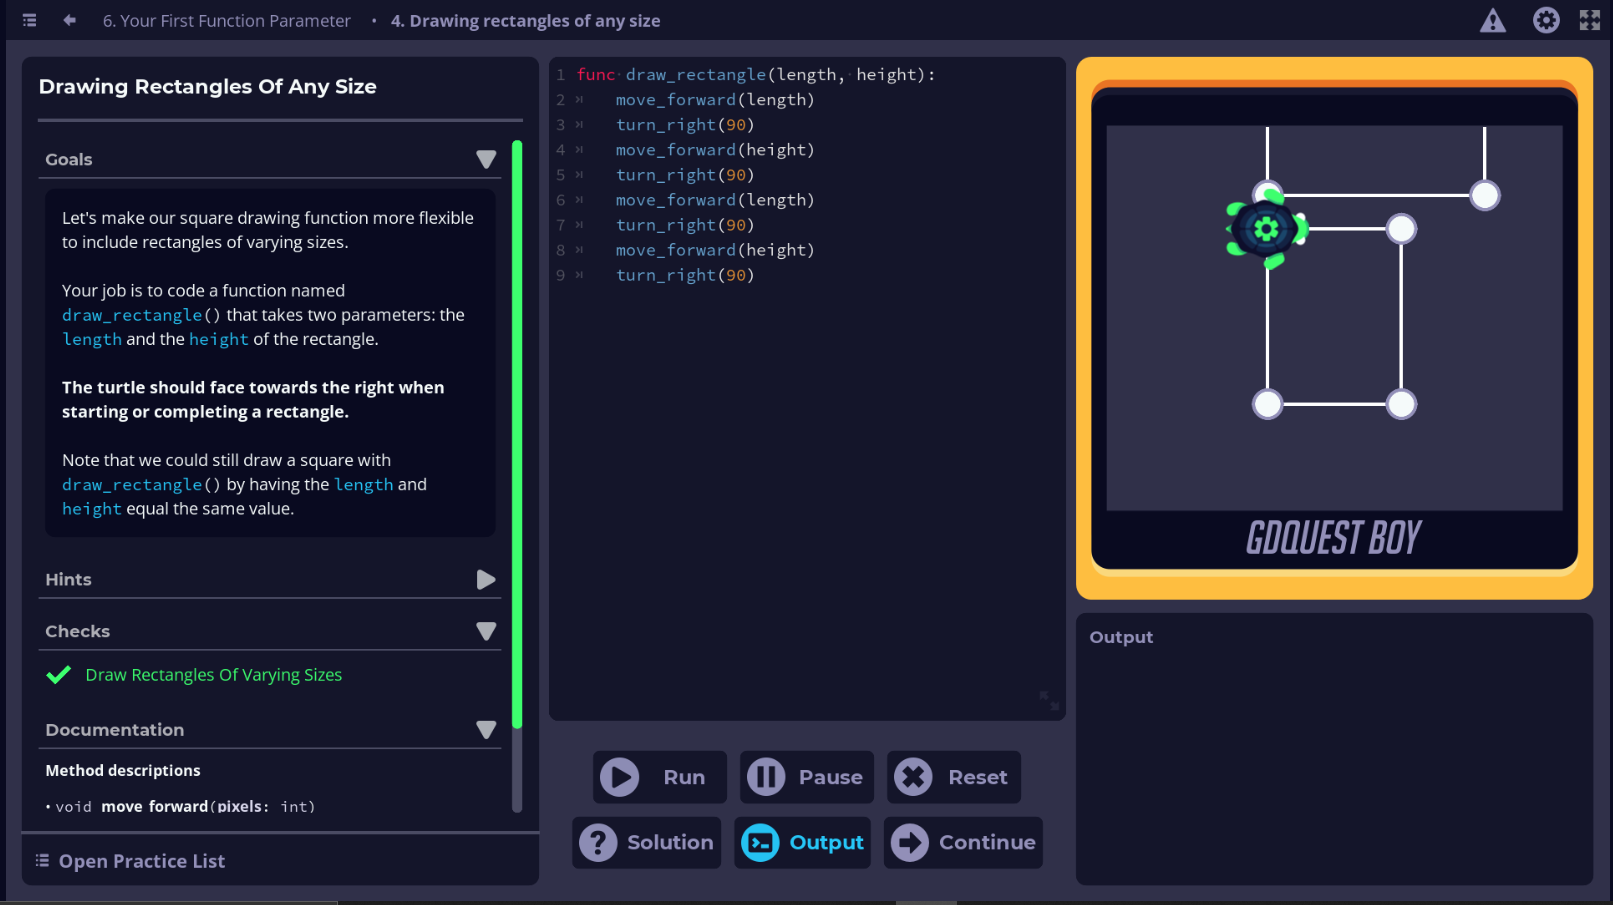 6. Your First Function Parameter • 4. Drawing rectangles of any size
Drawing Rectangles Of Any Size
Goals
Let's make our square drawing function more flexible
to include rectangles of varying sizes.
Your job is to code a function named
draw_rectangle() that takes two parameters: the
length and the height of the rectangle.
The turtle should face towards the right when
starting or completing a rectangle.
Note that we could still draw a square with
draw_rectangle() by having the length and
height equal the same value.
Hints
Checks
Draw Rectangles Of Varying Sizes
Documentation
Method descriptions
• void move_forward(pixels: int)
Open Practice List
1 func draw_rectangle(length, height):
2 move_forward(length)
3 turn_right(90)
4 move_forward(height)
5 turn_right(90)
6 move_forward(length)
7 turn_right(90)
8 move_forward(height)
9 turn_right(90)
Run
Pause
Reset
? Solution
Output
Continue
GDQUEST BOY
Output